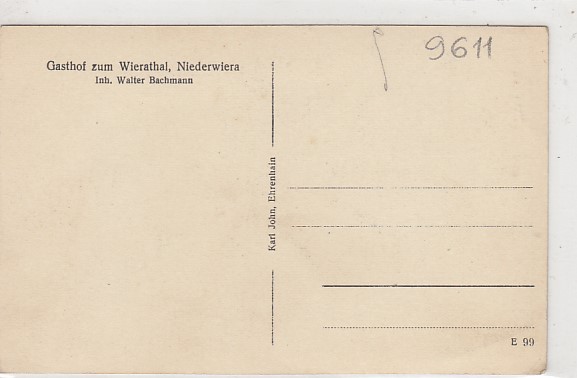 Gasthof zum Wierathal, Niederwiera
Inh. Walter Bachmann
9611
Karl John, Ehrenhain
E 99